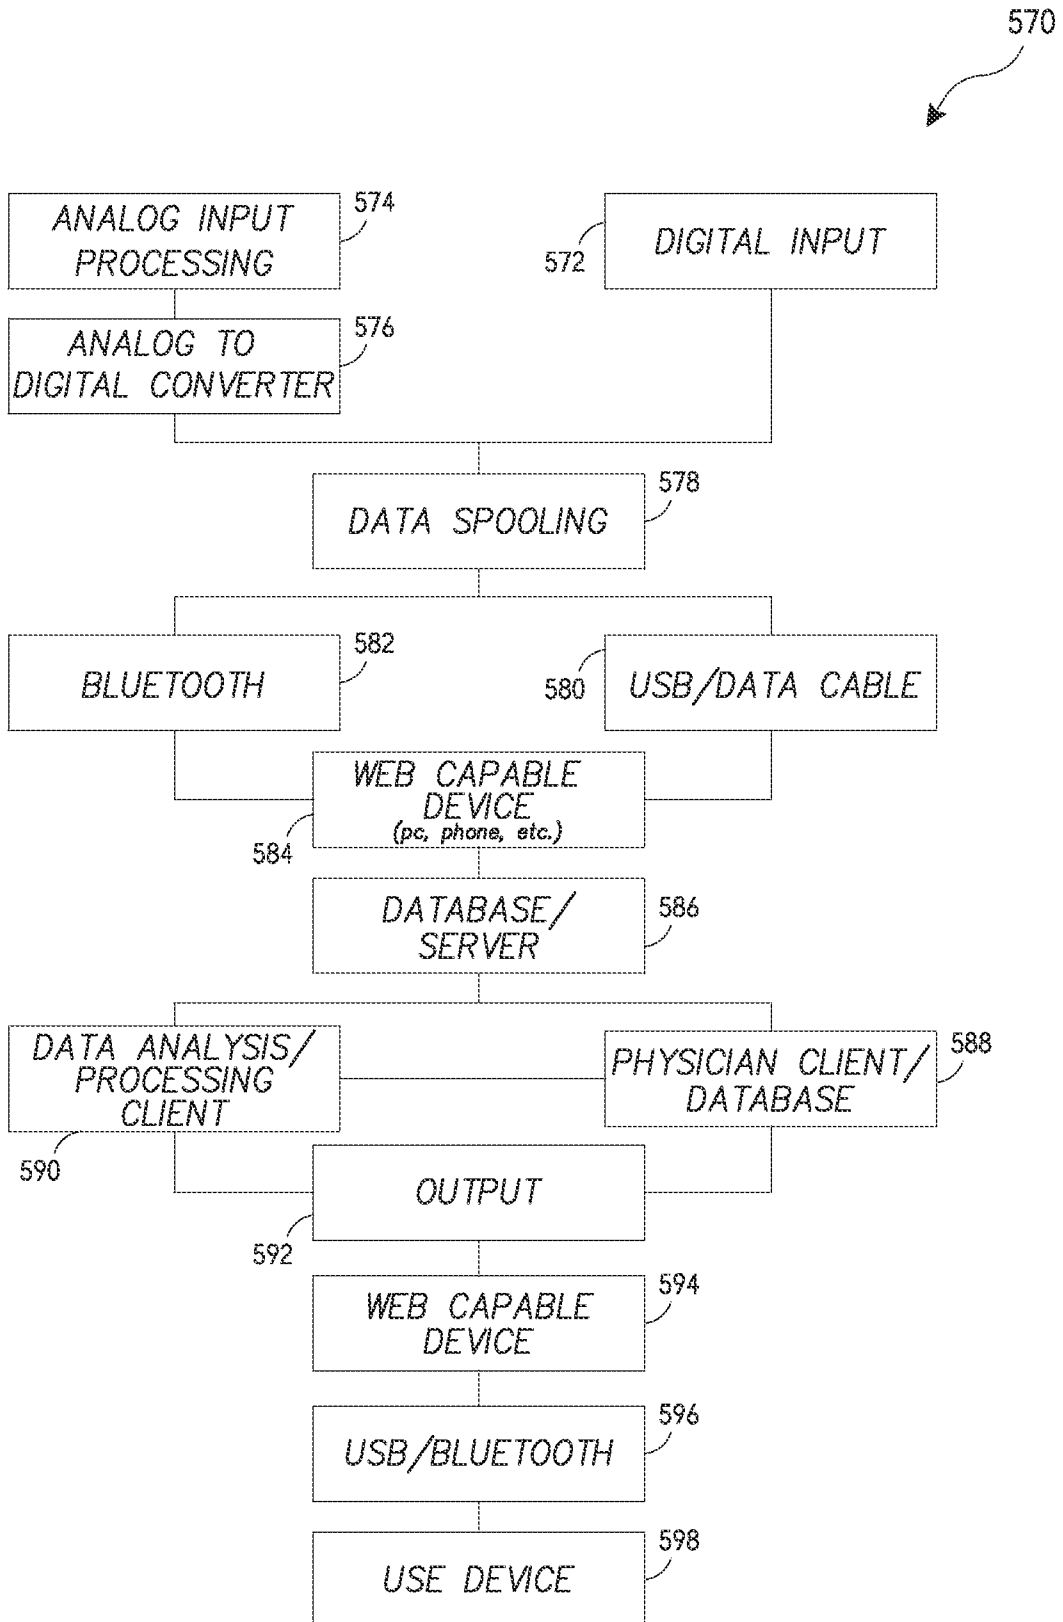 570
ANALOG INPUT
PROCESSING
574
572
DIGITAL INPUT
ANALOG TO
DIGITAL CONVERTER
576
DATA SPOOLING
578
BLUETOOTH
582
580
USB/DATA CABLE
WEB CAPABLE
DEVICE
(pc, phone, etc.)
584
DATABASE/
SERVER
586
DATA ANALYSIS/
PROCESSING
CLIENT
590
PHYSICIAN CLIENT/
DATABASE
588
OUTPUT
592
WEB CAPABLE
DEVICE
594
USB/BLUETOOTH
596
USE DEVICE
598